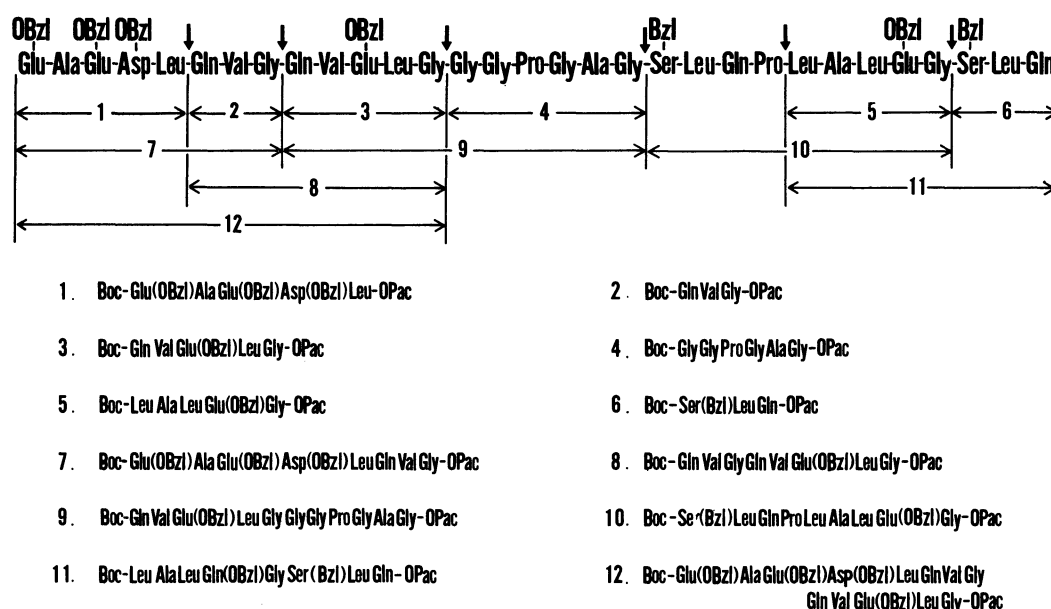 OBzl OBzl OBzl OBzl Bzl OBzl Bzl
Glu-Ala-Glu-Asp-Leu-Gln-Val-Gly-Gln-Val-Glu-Leu-Gly-Gly-Gly-Pro-Gly-Ala-Gly-Ser-Leu-Gln-Pro-Leu-Ala-Leu-Glu-Gly-Ser-Leu-Gln
1 2 3 4 5 6
7 9 10
8 11
12
1. Boc-Glu(OBzl)Ala Glu(OBzl)Asp(OBzl)Leu-OPac
2. Boc-Gln Val Gly-OPac
3. Boc-Gln Val Glu(OBzl)Leu Gly-OPac
4. Boc-Gly Gly Pro Gly Ala Gly-OPac
5. Boc-Leu Ala Leu Glu(OBzl)Gly-OPac
6. Boc-Ser(Bzl)Leu Gln-OPac
7. Boc-Glu(OBzl)Ala Glu(OBzl)Asp(OBzl)Leu Gln Val Gly-OPac
8. Boc-Gln Val Gly Gln Val Glu(OBzl)Leu Gly-OPac
9. Boc-Gln Val Glu(OBzl)Leu Gly Gly Gly Pro Gly Ala Gly-OPac
10. Boc-Ser(Bzl)Leu Gln Pro Leu Ala Leu Glu(OBzl)Gly-OPac
11. Boc-Leu Ala Leu Gln(OBzl)Gly Ser(Bzl)Leu Gln-OPac
12. Boc-Glu(OBzl)Ala Glu(OBzl)Asp(OBzl)Leu Gln Val Gly
Gln Val Glu(OBzl)Leu Gly-OPac